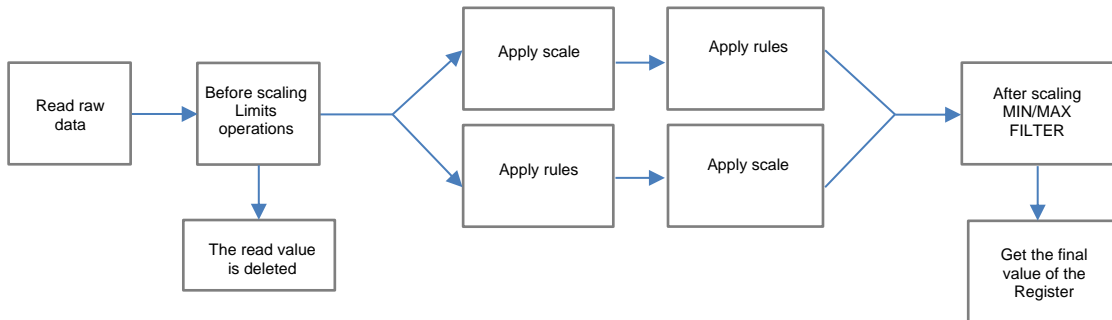 Read raw
data
Before scaling
Limits
operations
The read value
is deleted
Apply scale
Apply rules
Apply rules
Apply scale
After scaling
MIN/MAX
FILTER
Get the final
value of the
Register